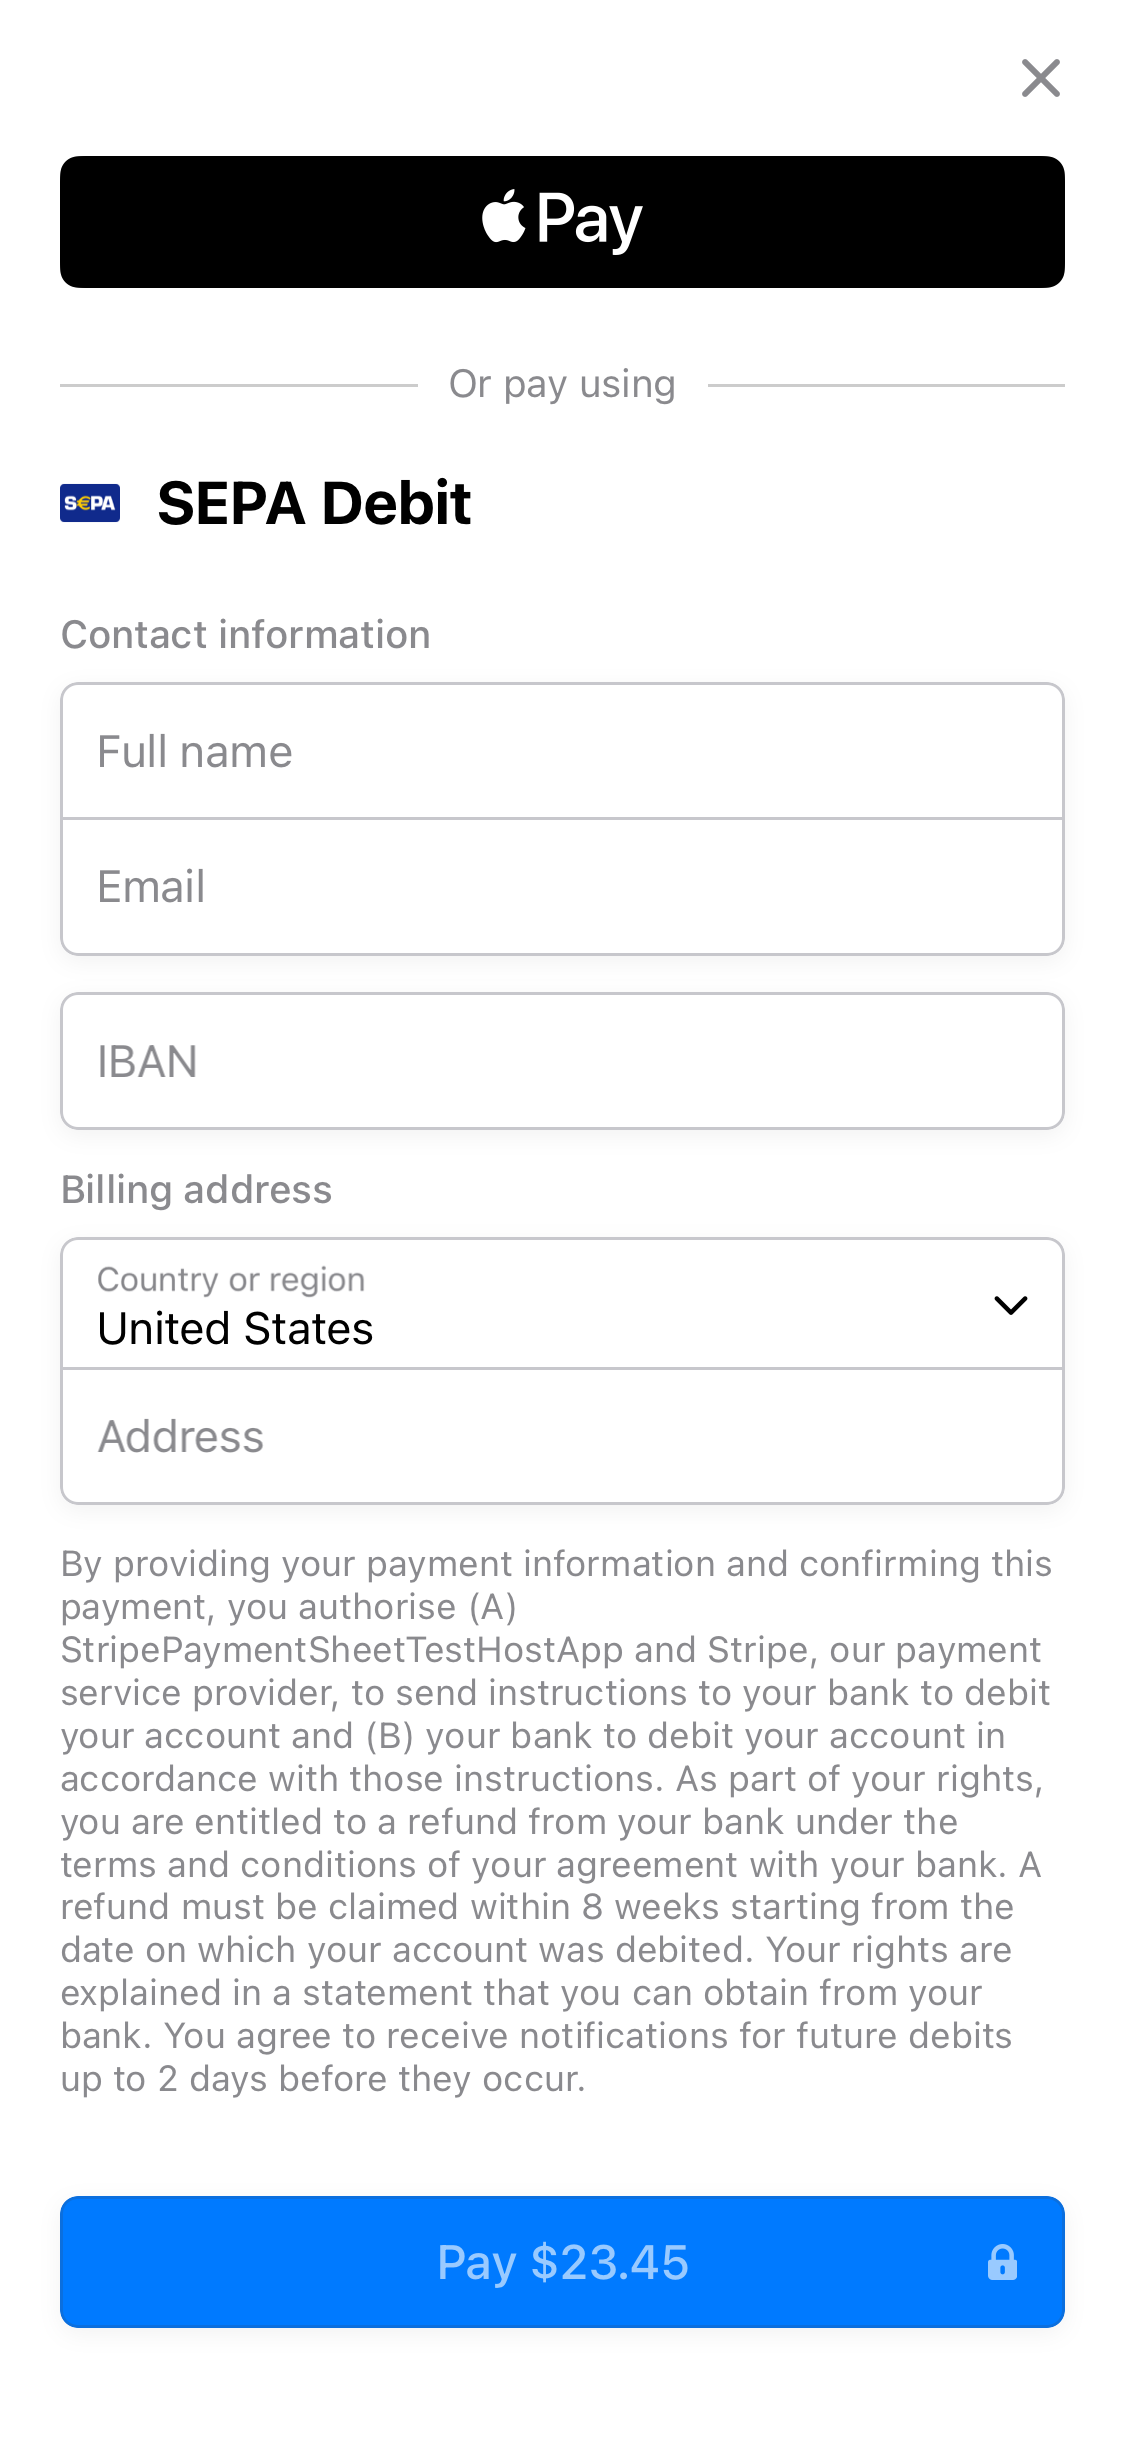 Pay
Or pay using
S€PA SEPA Debit
Contact information
Full name
Email
IBAN
Billing address
Country or region
United States
Address
By providing your payment information and confirming this
payment, you authorise (A)
StripePaymentSheetTestHostApp and Stripe, our payment
service provider, to send instructions to your bank to debit
your account and (B) your bank to debit your account in
accordance with those instructions. As part of your rights,
you are entitled to a refund from your bank under the
terms and conditions of your agreement with your bank. A
refund must be claimed within 8 weeks starting from the
date on which your account was debited. Your rights are
explained in a statement that you can obtain from your
bank. You agree to receive notifications for future debits
up to 2 days before they occur.
Pay $23.45